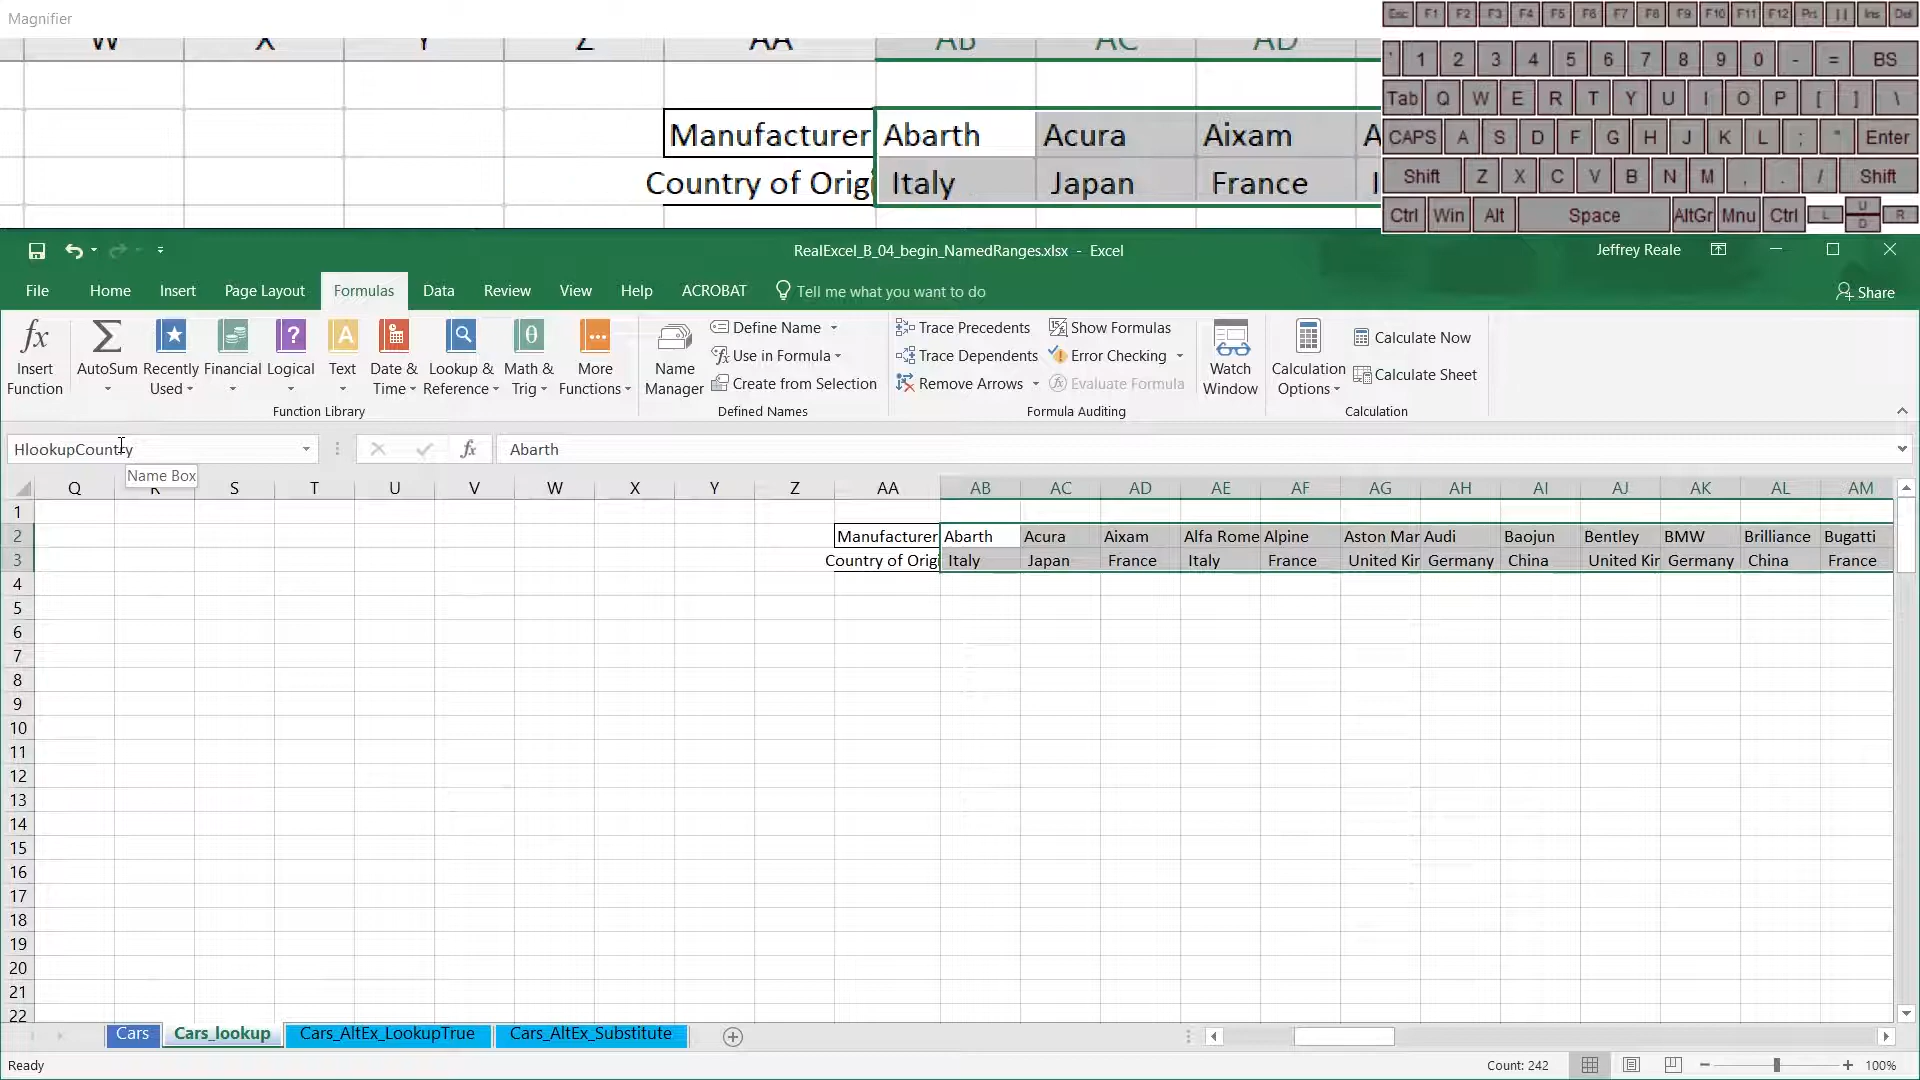 Magnifier
W X Y Z AA AB AC AD
Manufacturer Abarth Acura Aixam A
Country of Orig Italy Japan France I
Esc F1 F2 F3 F4 F5 F6 F7 F8 F9 F10 F11 F12 Prt Ins Del
' 1 2 3 4 5 6 7 8 9 0 - = BS
Tab Q W E R T Y U I O P [ ] \
CAPS A S D F G H J K L ; " Enter
Shift Z X C V B N M , . / Shift
Ctrl Win Alt Space AltGr Mnu Ctrl L U D R
RealExcel_B_04_begin_NamedRanges.xlsx - Excel
Jeffrey Reale
File Home Insert Page Layout Formulas Data Review View Help ACROBAT Tell me what you want to do Share
Insert Function
AutoSum
Recently Used
Financial
Logical
Text
Date & Time
Lookup & Reference
Math & Trig
More Functions
Function Library
Name Manager
Define Name
Use in Formula
Create from Selection
Defined Names
Trace Precedents
Trace Dependents
Remove Arrows
Show Formulas
Error Checking
Evaluate Formula
Formula Auditing
Watch Window
Calculation Options
Calculate Now
Calculate Sheet
Calculation
HlookupCountry
fx Abarth
Name Box
Q R S T U V W X Y Z AA AB AC AD AE AF AG AH AI AJ AK AL AM
1
2 Manufacturer Abarth Acura Aixam Alfa Rome Alpine Aston Mar Audi Baojun Bentley BMW Brilliance Bugatti
3 Country of Orig Italy Japan France Italy France United Kir Germany China United Kir Germany China France
4
5
6
7
8
9
10
11
12
13
14
15
16
17
18
19
20
21
22
Cars Cars_lookup Cars_AltEx_LookupTrue Cars_AltEx_Substitute
Ready Count: 242 100%